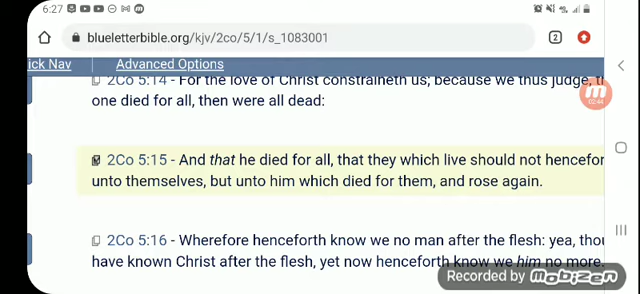 6:27
blueletterbible.org/kjv/2co/5/1/s_1083001
2
ick Nav Advanced Options
2Co 5:14 - For the love of Christ constraineth us; because we thus judge,
one died for all, then were all dead:
02:44
2Co 5:15 - And that he died for all, that they which live should not hencefor
unto themselves, but unto him which died for them, and rose again.
2Co 5:16 - Wherefore henceforth know we no man after the flesh: yea, thou
have known Christ after the flesh, yet now henceforth know we him no more.
Recorded by Mobizen